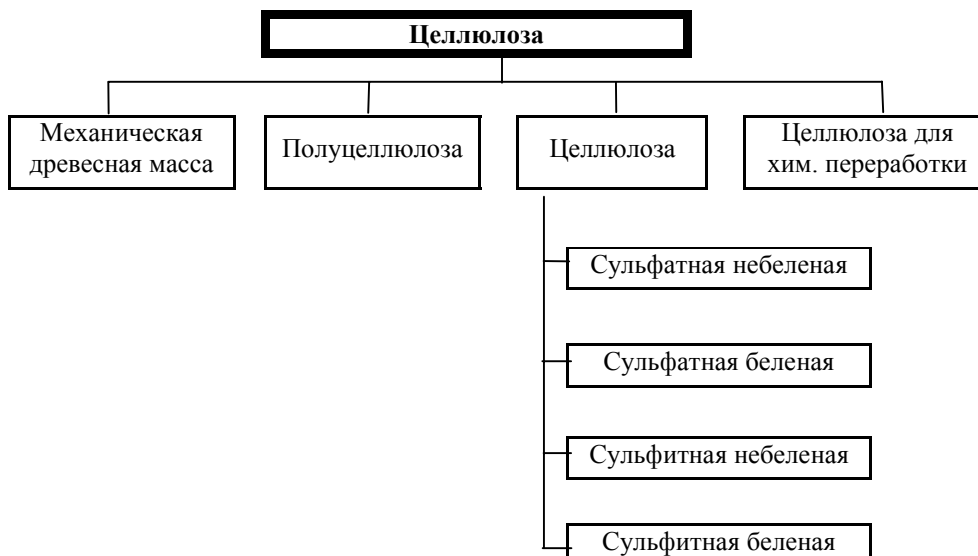 Целлюлоза
Механическая
древесная масса
Полуцеллюлоза
Целлюлоза
Целлюлоза для
хим. переработки
Сульфатная небеленая
Сульфатная беленая
Сульфитная небеленая
Сульфитная беленая